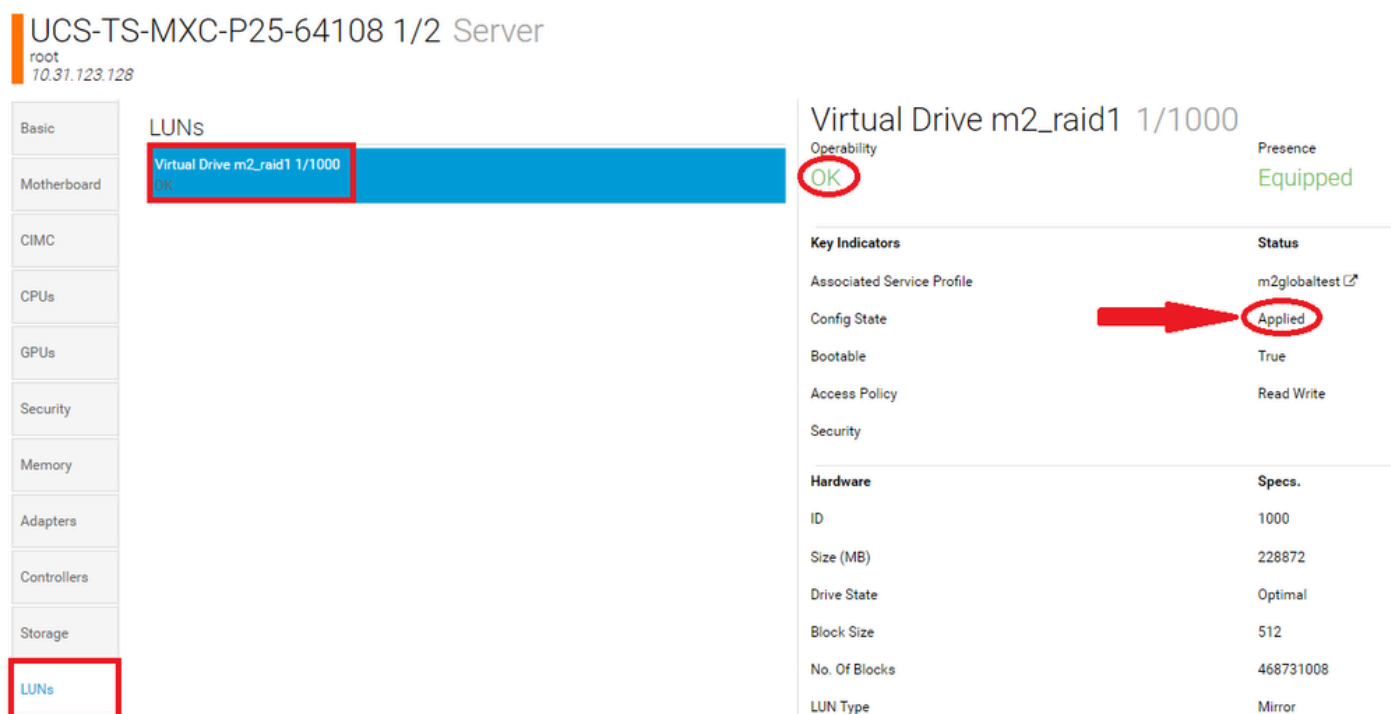 UCS-TS-MXC-P25-64108 1/2 Server
root
10.31.123.128
Basic
Motherboard
CIMC
CPUs
GPUs
Security
Memory
Adapters
Controllers
Storage
LUNs
LUNs
Virtual Drive m2_raid1 1/1000
OK
Virtual Drive m2_raid1 1/1000
Operability Presence
OK Equipped
Key Indicators Status
Associated Service Profile m2globaltest
Config State Applied
Bootable True
Access Policy Read Write
Security
Hardware Specs.
ID 1000
Size (MB) 228872
Drive State Optimal
Block Size 512
No. Of Blocks 468731008
LUN Type Mirror